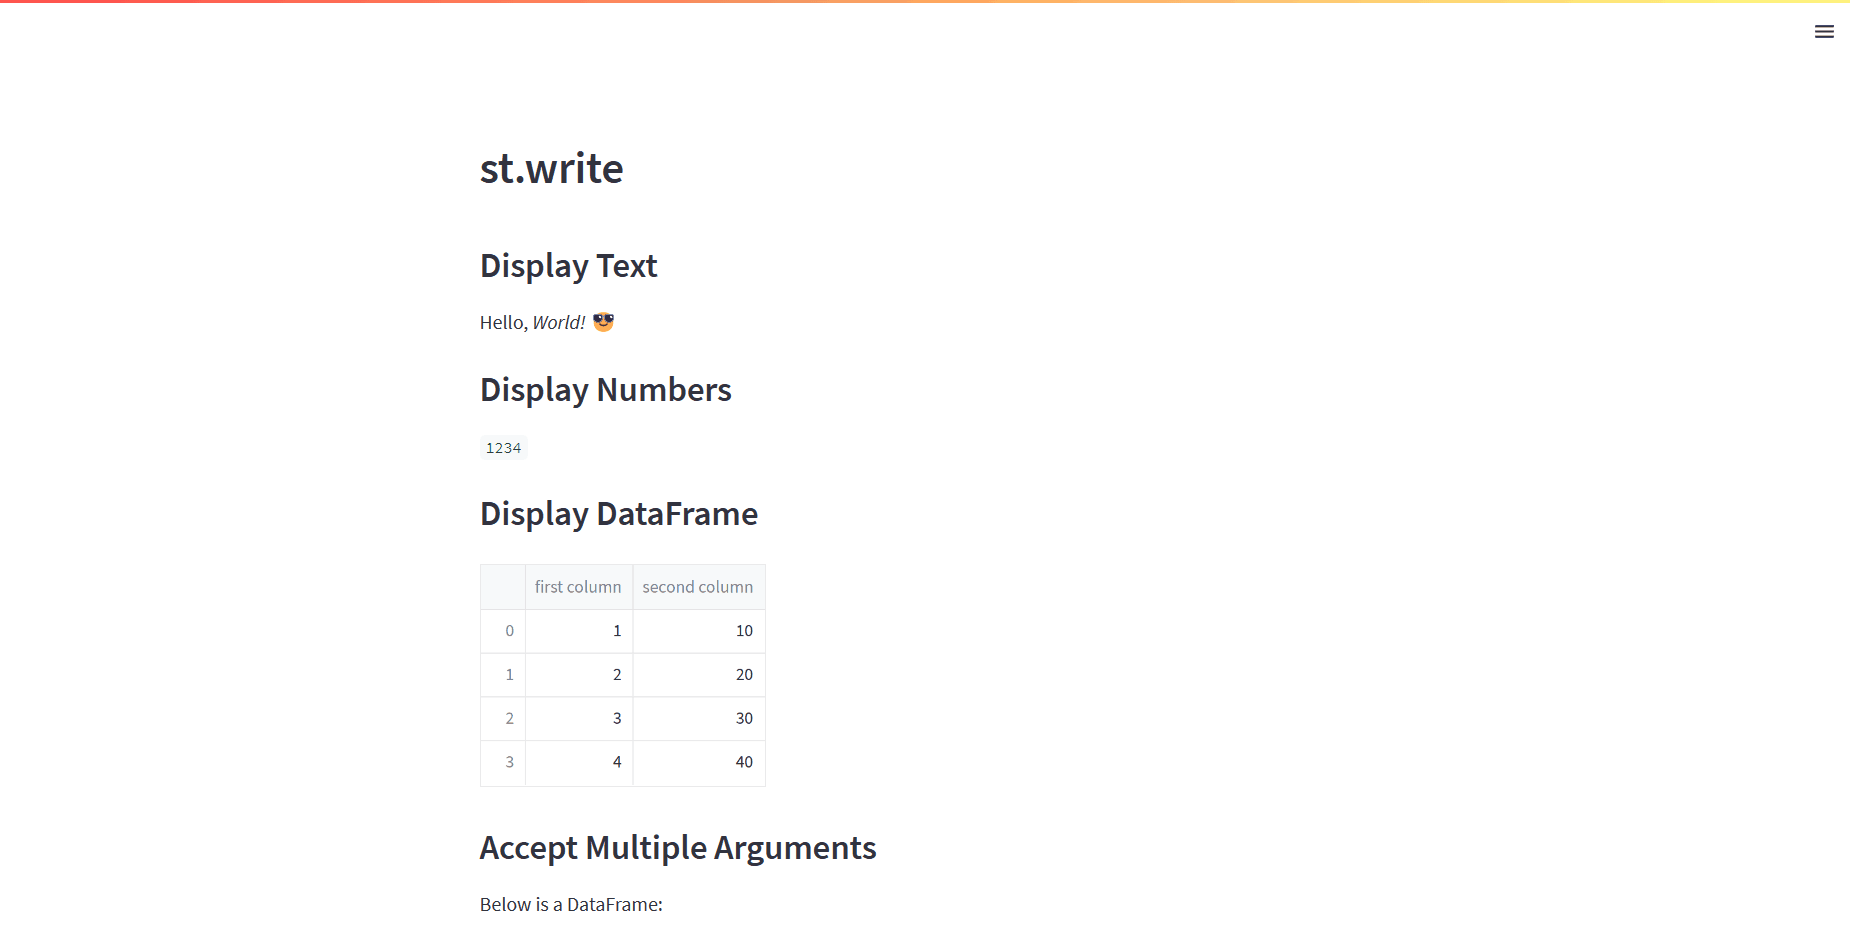 st.write
Display Text
Hello, World! 😎
Display Numbers
1234
Display DataFrame
first column second column
0 1 10
1 2 20
2 3 30
3 4 40
Accept Multiple Arguments
Below is a DataFrame: